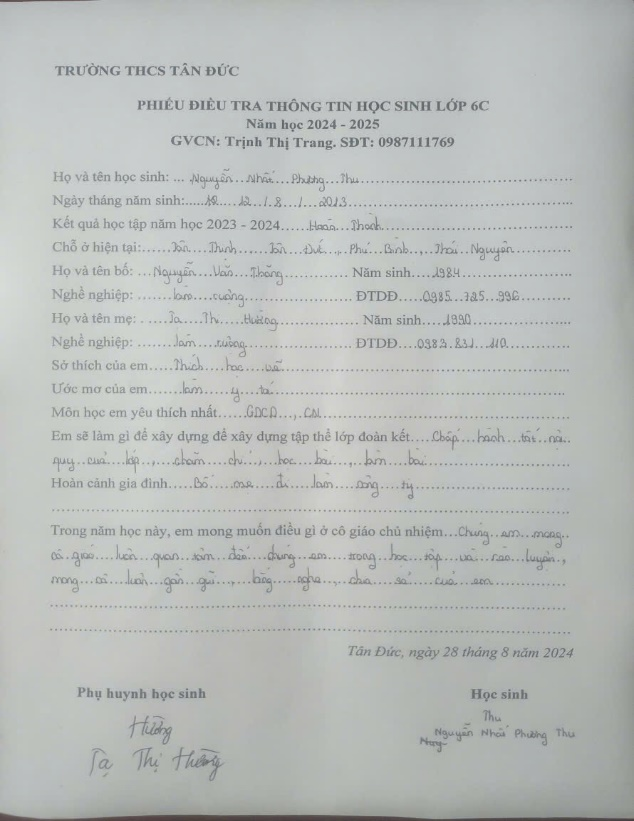 TRƯỜNG THCS TÂN ĐỨC
PHIẾU ĐIỀU TRA THÔNG TIN HỌC SINH LỚP 6C
Năm học 2024 - 2025
GVCN: Trịnh Thị Trang. SĐT: 0987111769
Họ và tên học sinh: ... Nguyễn Nhã Phương Thu
Ngày tháng năm sinh: 12 / 8 / 2013
Kết quả học tập năm học 2023 - 2024 Hoàn Thành
Chỗ ở hiện tại: Tân Thịnh Tân Đức, Phú Bình, Thái Nguyên
Họ và tên bố: Nguyễn Văn Thăng Năm sinh 1984
Nghề nghiệp: làm ruộng ĐTDĐ 0985 725 996
Họ và tên mẹ: Tạ Thị Hường Năm sinh 1990
Nghề nghiệp: làm ruộng ĐTDĐ 0983.831.110
Sở thích của em Thích học vẽ
Ước mơ của em làm y tá
Môn học em yêu thích nhất GDCD, CN
Em sẽ làm gì để xây dựng để xây dựng tập thể lớp đoàn kết Chấp hành tốt nội
quy của lớp, chăm chỉ, học bài, làm bài
Hoàn cảnh gia đình Bố mẹ đi làm công ty
Trong năm học này, em mong muốn điều gì ở cô giáo chủ nhiệm Chúng em mong
cô giáo luôn quan tâm đến chúng em trong học tập và rèn luyện,
mong cô luôn gần gũi, lắng nghe, chia sẻ của em
Tân Đức, ngày 28 tháng 8 năm 2024
Phụ huynh học sinh Học sinh
Hường Thu
Tạ Thị Hường Nguyễn Nhã Phương Thu